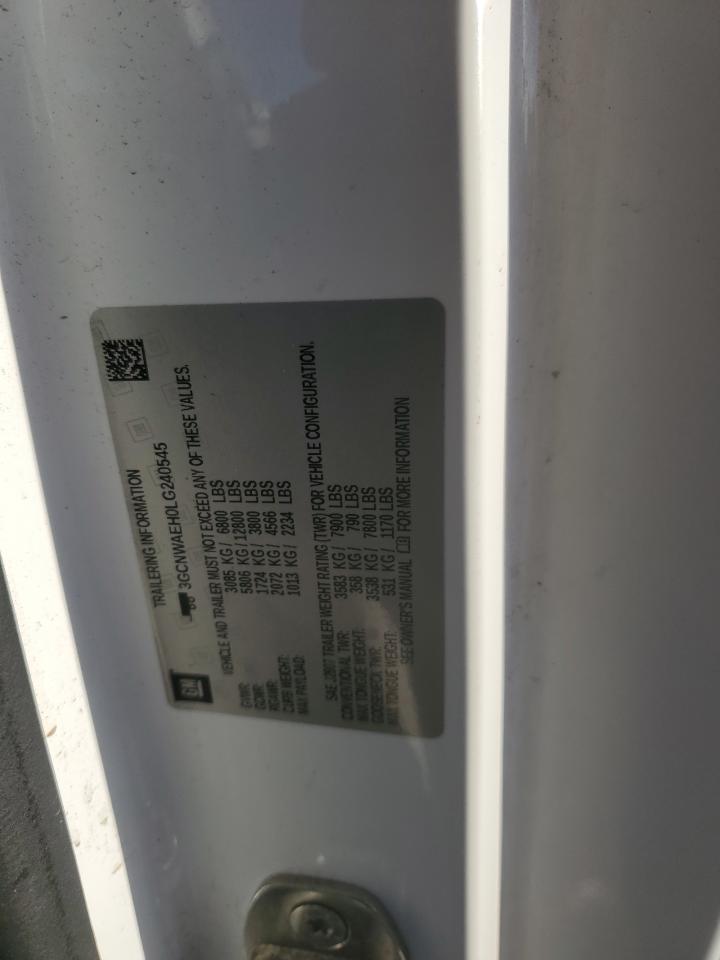 TRAILERING INFORMATION
GM
3GCNWAEH0LG240545
VEHICLE AND TRAILER MUST NOT EXCEED ANY OF THESE VALUES.
GVWR: 3085 KG/ 6800 LBS
GCWR: 5806 KG/ 12800 LBS
RGAWR: 1724 KG/ 3800 LBS
CURB WEIGHT: 2072 KG/ 4566 LBS
MAX PAYLOAD: 1013 KG/ 2234 LBS
SAE J2807 TRAILER WEIGHT RATING (TWR) FOR VEHICLE CONFIGURATION.
CONVENTIONAL TWR: 3583 KG/ 7900 LBS
MAX TONGUE WEIGHT: 358 KG/ 790 LBS
GOOSENECK TWR: 3538 KG/ 7800 LBS
MAX TONGUE WEIGHT: 531 KG/ 1170 LBS
SEE OWNER'S MANUAL FOR MORE INFORMATION